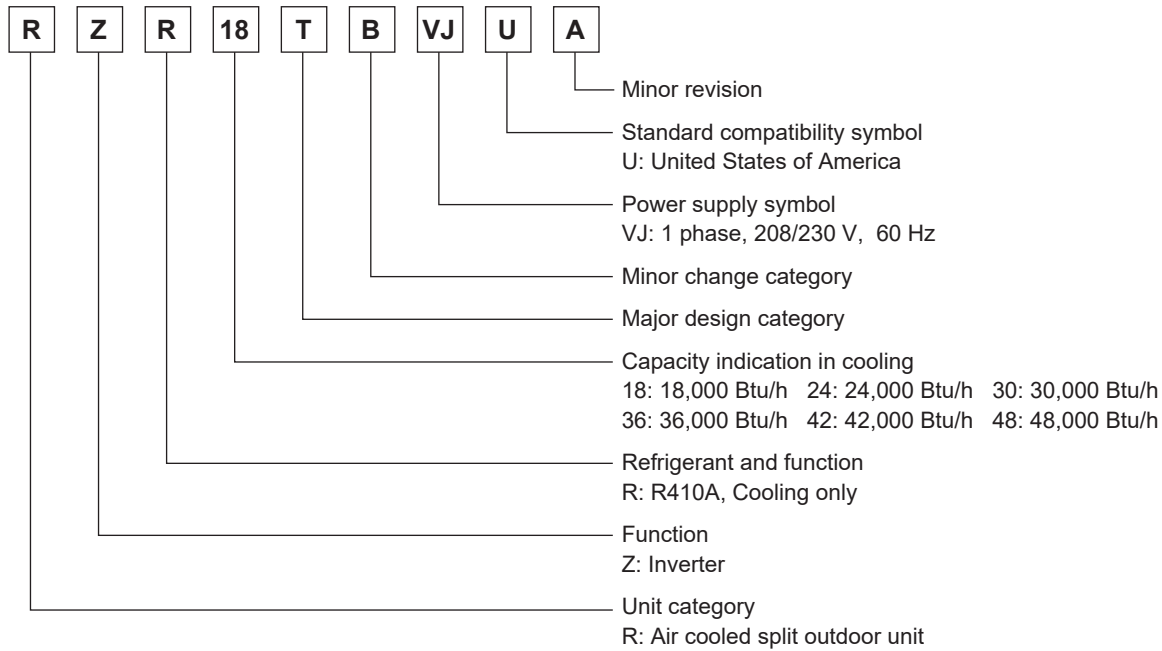 R Z R 18 T B VJ U A
Minor revision
Standard compatibility symbol
U: United States of America
Power supply symbol
VJ: 1 phase, 208/230 V, 60 Hz
Minor change category
Major design category
Capacity indication in cooling
18: 18,000 Btu/h 24: 24,000 Btu/h 30: 30,000 Btu/h
36: 36,000 Btu/h 42: 42,000 Btu/h 48: 48,000 Btu/h
Refrigerant and function
R: R410A, Cooling only
Function
Z: Inverter
Unit category
R: Air cooled split outdoor unit